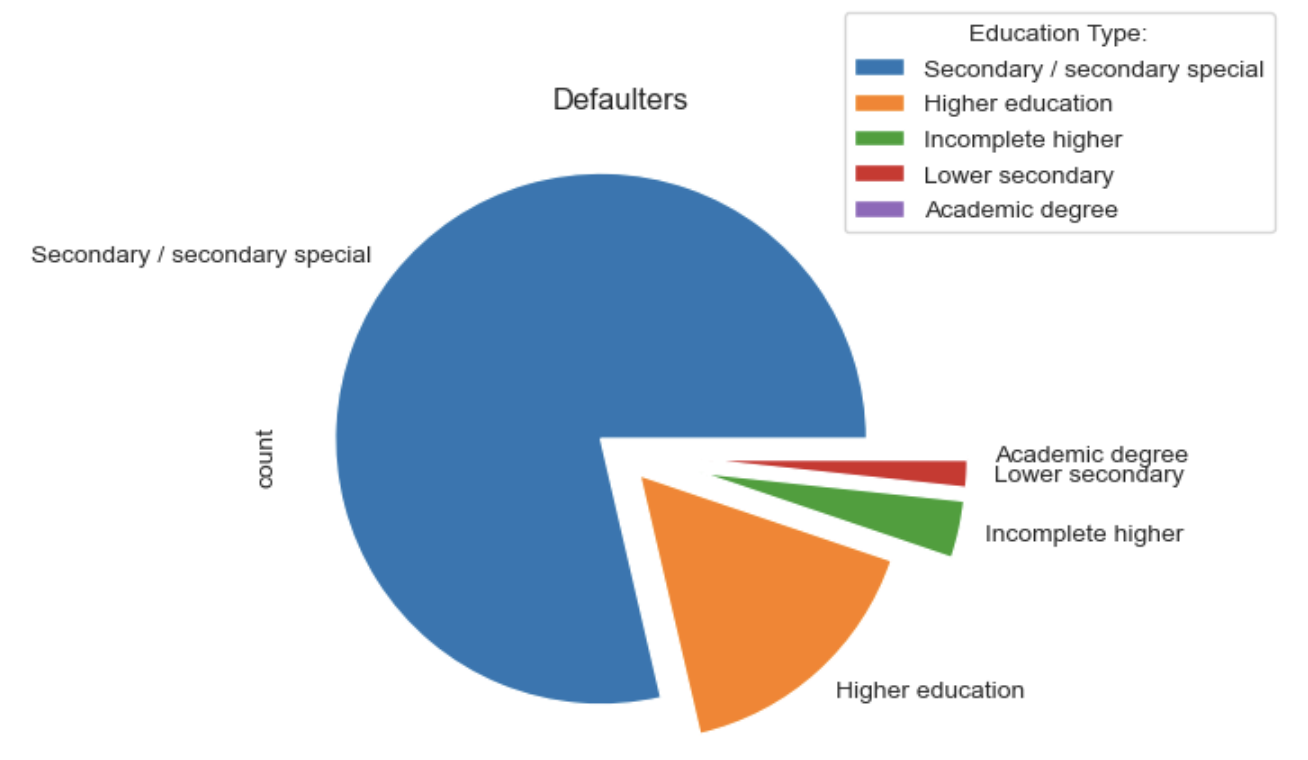 Education Type:
Secondary / secondary special
Higher education
Incomplete higher
Lower secondary
Academic degree
Defaulters
Secondary / secondary special
count
Academic degree
Lower secondary
Incomplete higher
Higher education